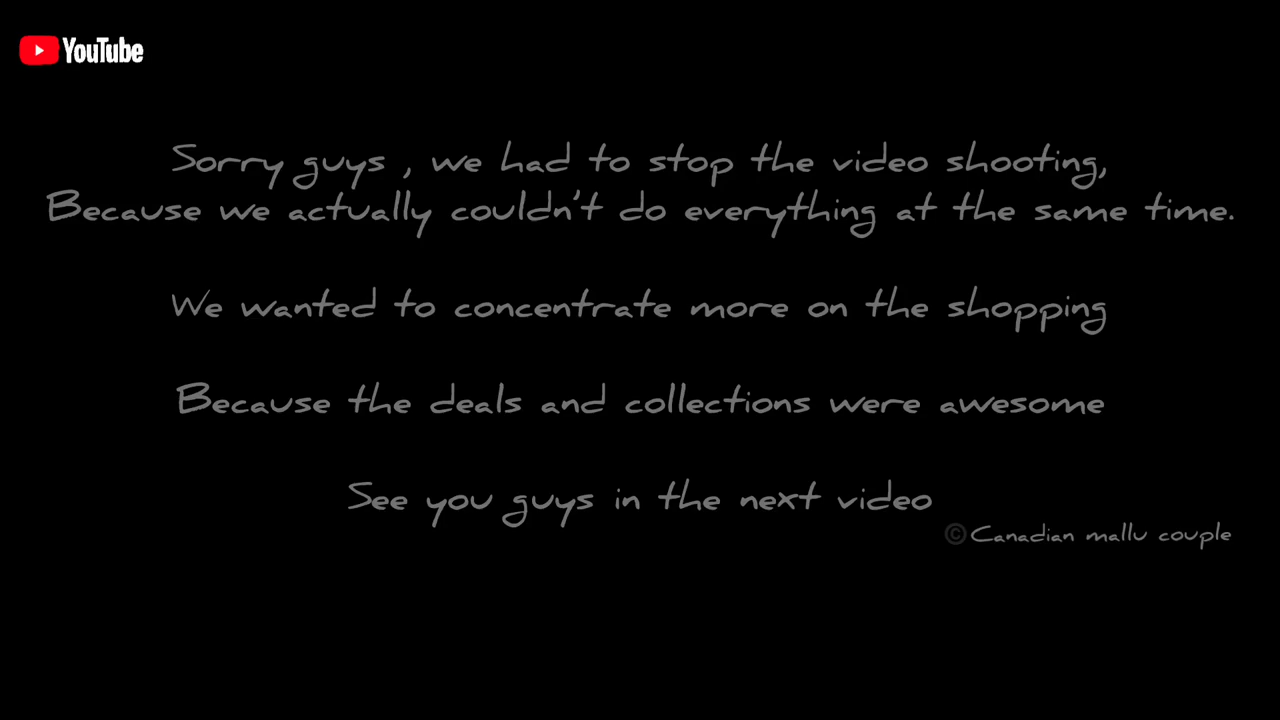 YouTube
Sorry guys , we had to stop the video shooting,
Because we actually couldn't do everything at the same time.
We wanted to concentrate more on the shopping
Because the deals and collections were awesome
See you guys in the next video
© Canadian mallu couple